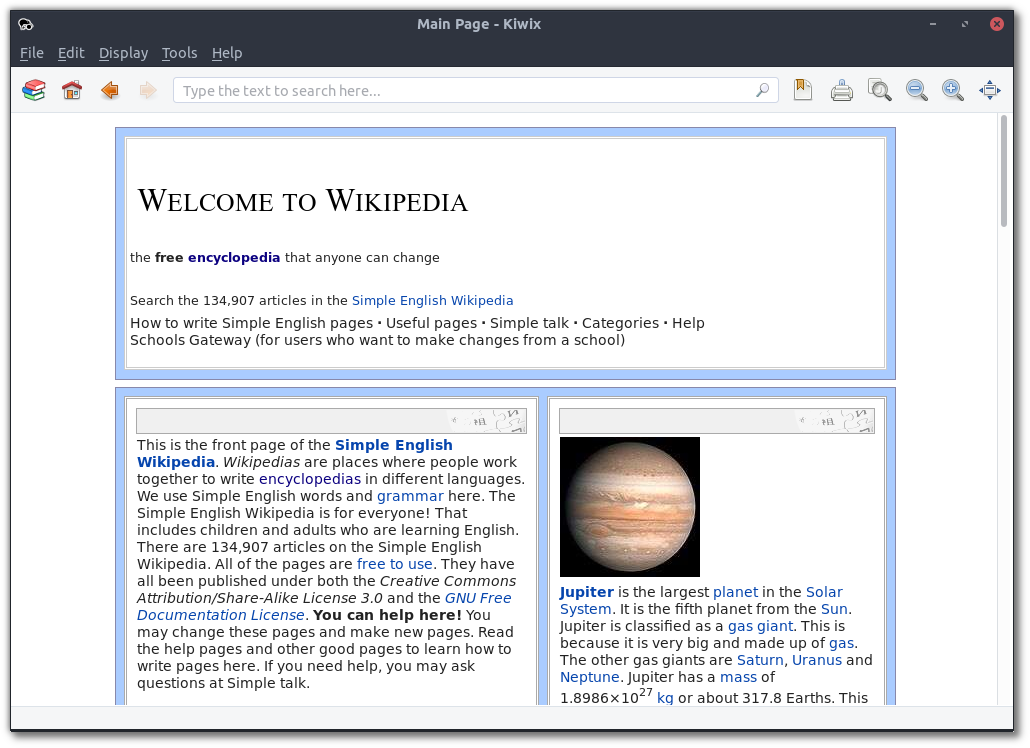 Main Page - Kiwix
File Edit Display Tools Help
Type the text to search here...
WELCOME TO WIKIPEDIA
the free encyclopedia that anyone can change
Search the 134,907 articles in the Simple English Wikipedia
How to write Simple English pages · Useful pages · Simple talk · Categories · Help
Schools Gateway (for users who want to make changes from a school)
This is the front page of the Simple English
Wikipedia. Wikipedias are places where people work
together to write encyclopedias in different languages.
We use Simple English words and grammar here. The
Simple English Wikipedia is for everyone! That
includes children and adults who are learning English.
There are 134,907 articles on the Simple English
Wikipedia. All of the pages are free to use. They have
all been published under both the Creative Commons
Attribution/Share-Alike License 3.0 and the GNU Free
Documentation License. You can help here! You
may change these pages and make new pages. Read
the help pages and other good pages to learn how to
write pages here. If you need help, you may ask
questions at Simple talk.
Jupiter is the largest planet in the Solar
System. It is the fifth planet from the Sun.
Jupiter is classified as a gas giant. This is
because it is very big and made up of gas.
The other gas giants are Saturn, Uranus and
Neptune. Jupiter has a mass of
1.8986×10²⁷ kg or about 317.8 Earths. This